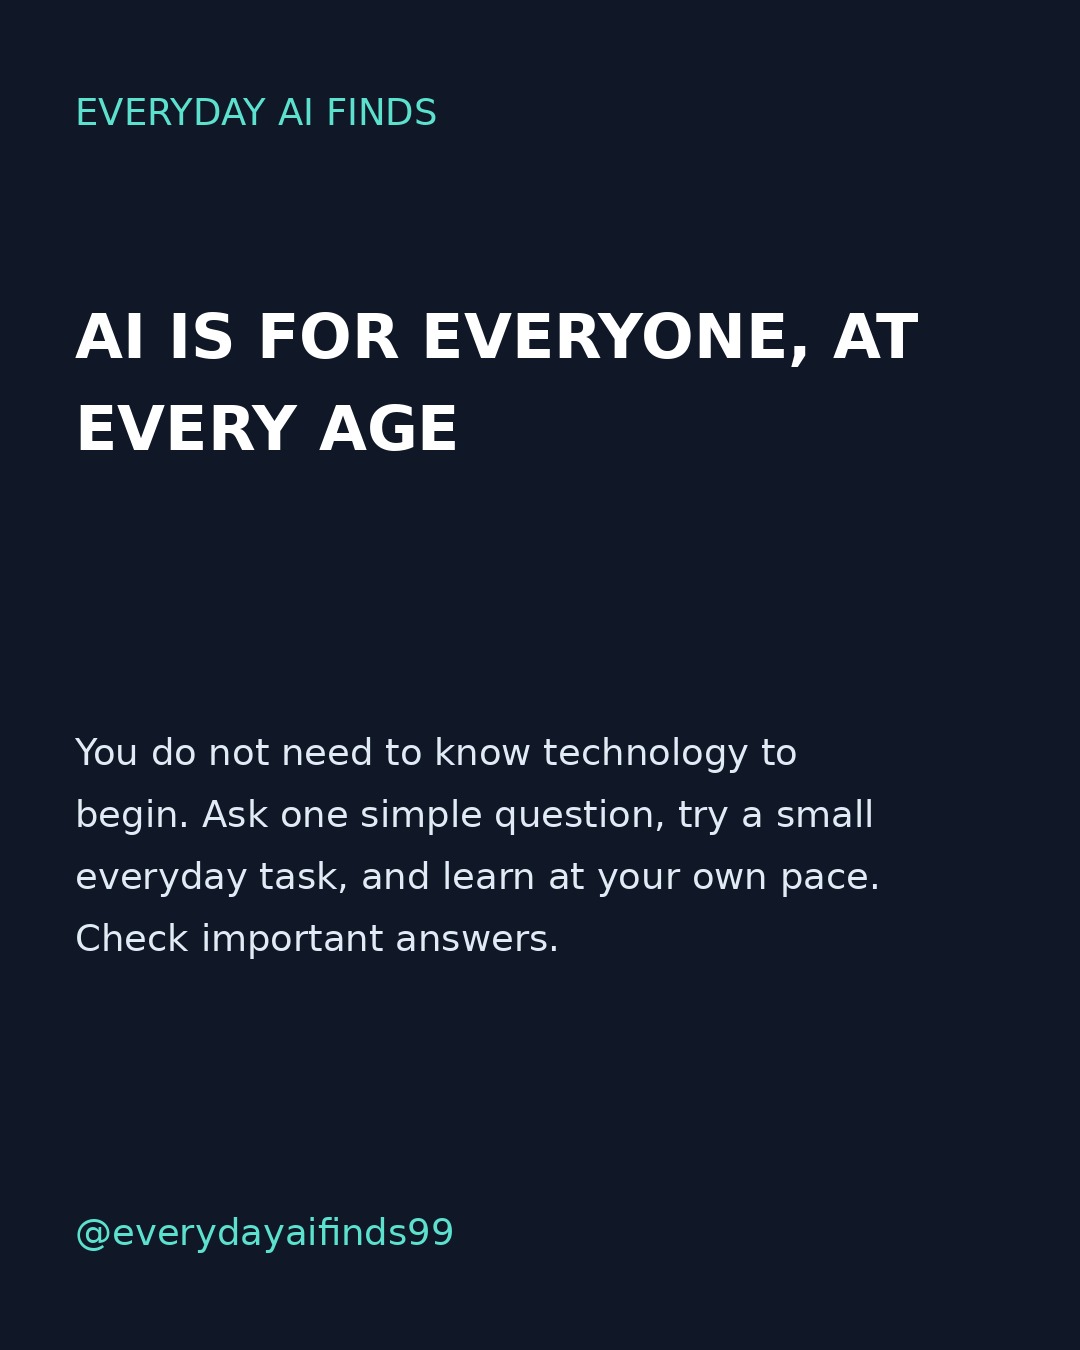 EVERYDAY AI FINDS
AI IS FOR EVERYONE, AT
EVERY AGE
You do not need to know technology to
begin. Ask one simple question, try a small
everyday task, and learn at your own pace.
Check important answers.
@everydayaifinds99